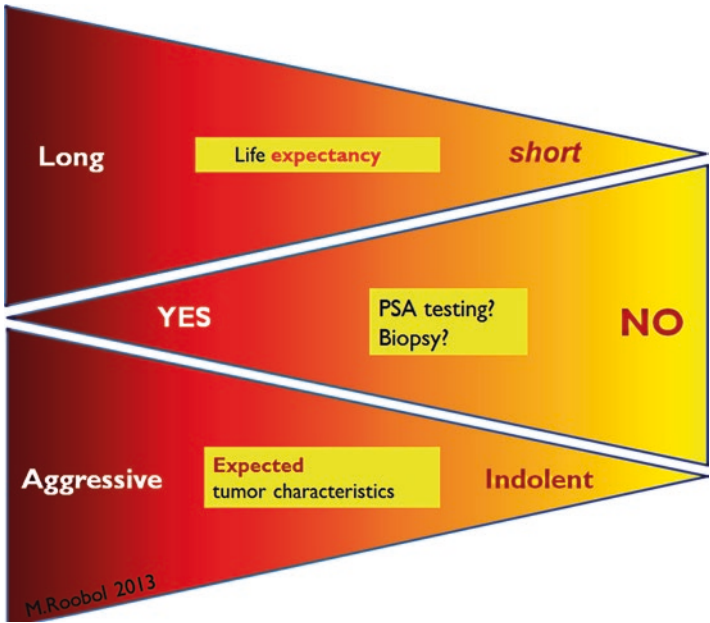 Long
Life expectancy
short
YES
PSA testing?
Biopsy?
NO
Aggressive
Expected
tumor characteristics
Indolent
M.Roobol 2013